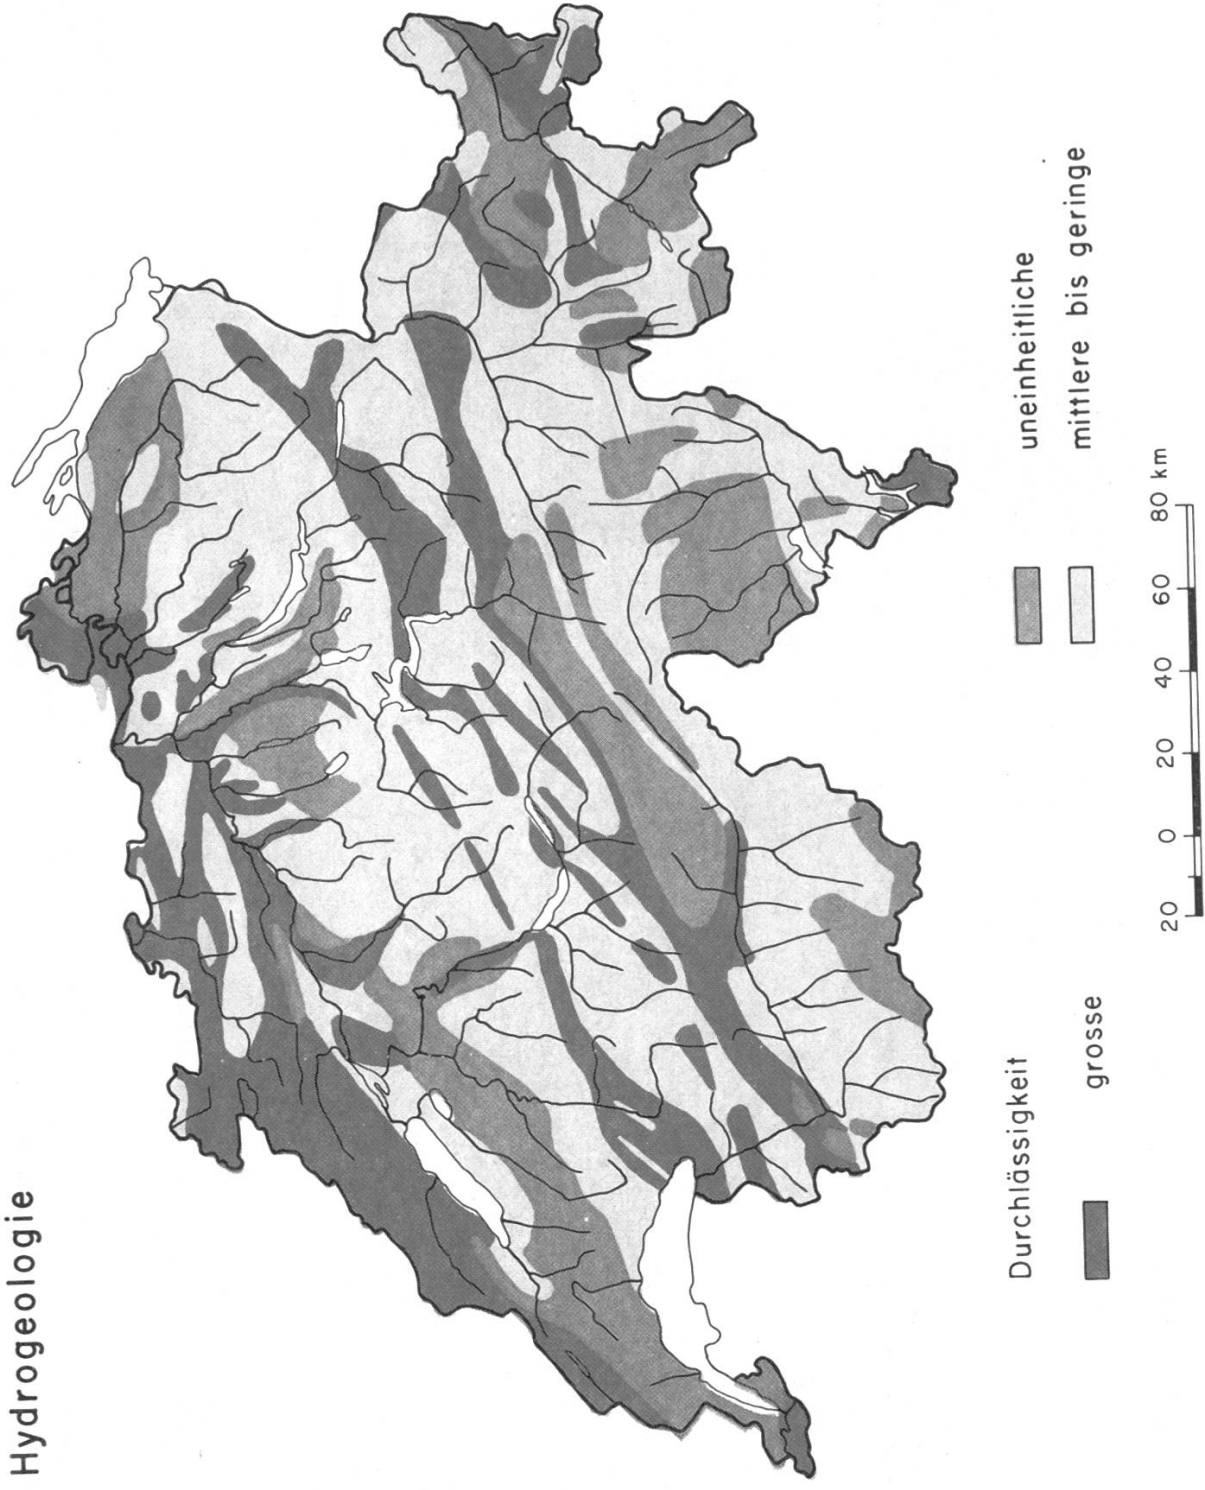 Hydrogeologie
Durchlässigkeit
grosse
uneinheitliche
mittlere bis geringe
20 0 20 40 60 80 km